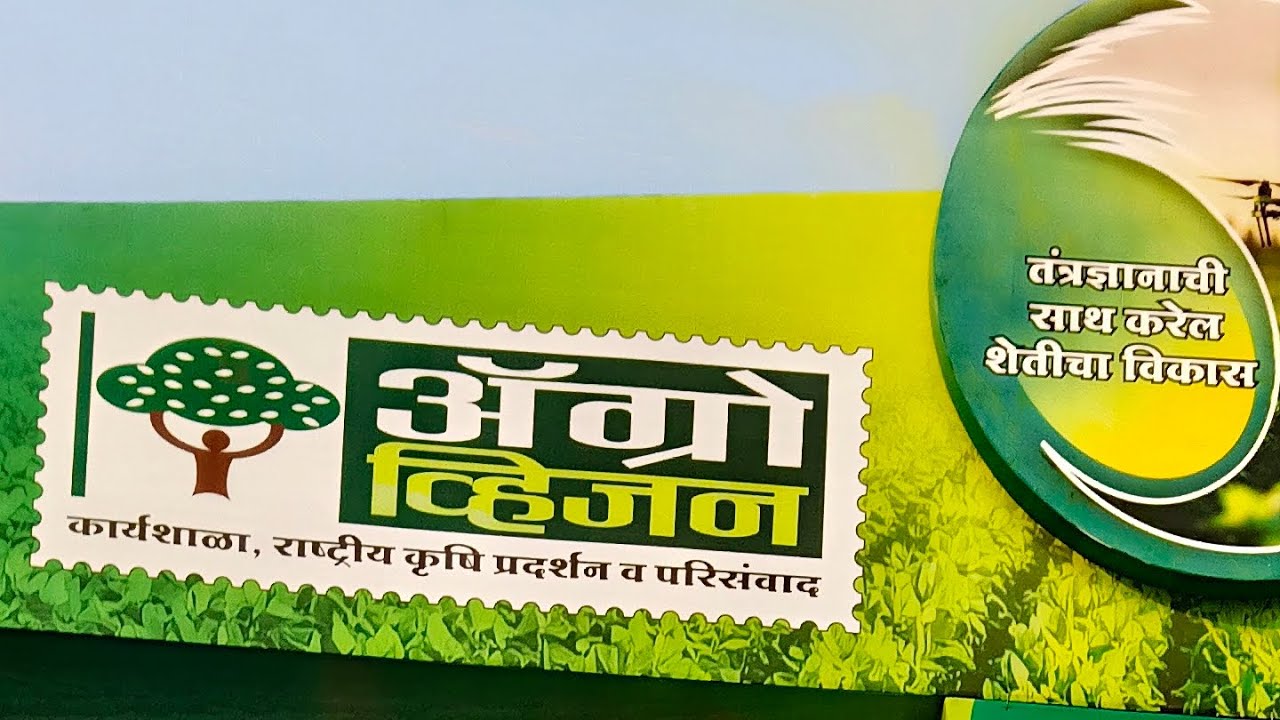 ॲग्रो
व्हिजन
कार्यशाळा, राष्ट्रीय कृषि प्रदर्शन व परिसंवाद
तंत्रज्ञानाची
साथ करेल
शेतीचा विकास